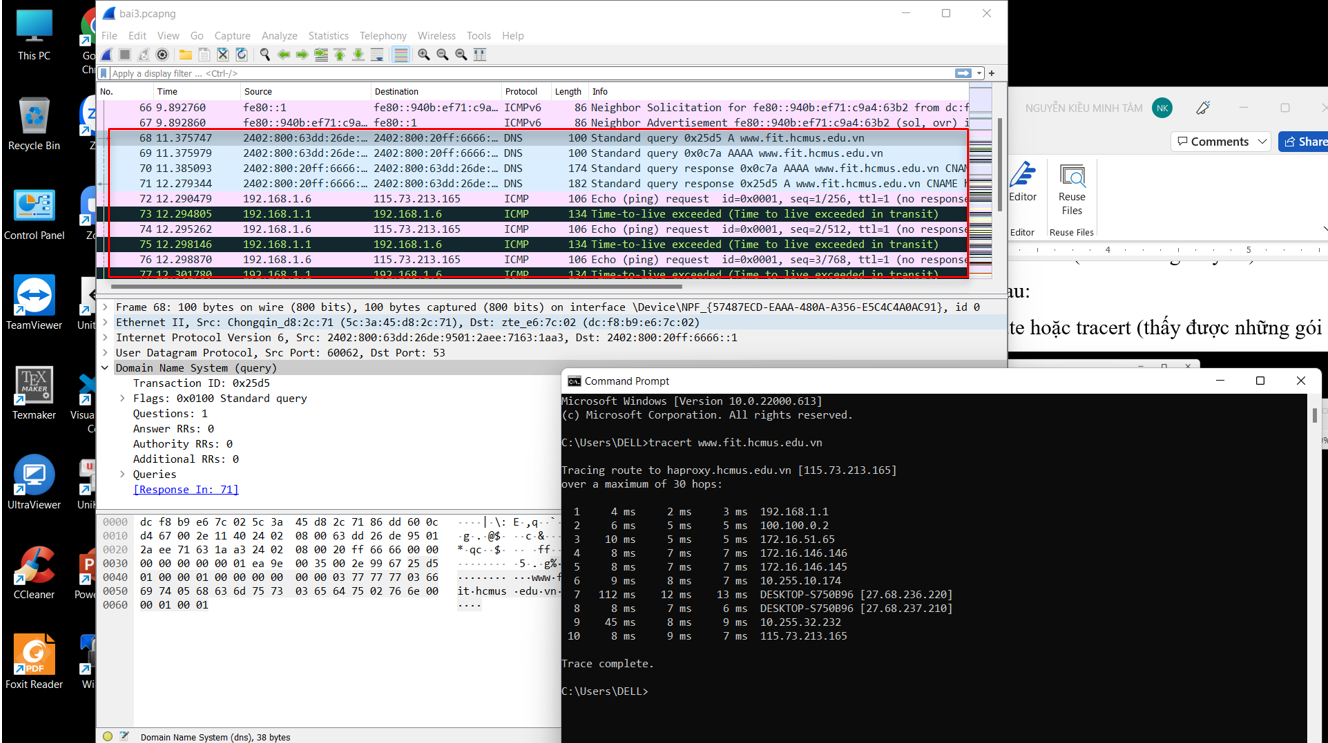 This PC
Recycle Bin
Control Panel
TeamViewer
Texmaker
UltraViewer
CCleaner
Foxit Reader
bai3.pcapng
File Edit View Go Capture Analyze Statistics Telephony Wireless Tools Help
Apply a display filter ... <Ctrl-/>
No. Time Source Destination Protocol Length Info
66 9.892760 fe80::1 fe80::940b:ef71:c9a… ICMPv6 86 Neighbor Solicitation for fe80::940b:ef71:c9a4:63b2 from dc:f
67 9.892860 fe80::940b:ef71:c9a… fe80::1 ICMPv6 86 Neighbor Advertisement fe80::940b:ef71:c9a4:63b2 (sol, ovr) i
68 11.375747 2402:800:63dd:26de:… 2402:800:20ff:6666:… DNS 100 Standard query 0x25d5 A www.fit.hcmus.edu.vn
69 11.375979 2402:800:63dd:26de:… 2402:800:20ff:6666:… DNS 100 Standard query 0x0c7a AAAA www.fit.hcmus.edu.vn
70 11.385093 2402:800:20ff:6666:… 2402:800:63dd:26de:… DNS 174 Standard query response 0x0c7a AAAA www.fit.hcmus.edu.vn CNAM
71 12.279344 2402:800:20ff:6666:… 2402:800:63dd:26de:… DNS 182 Standard query response 0x25d5 A www.fit.hcmus.edu.vn CNAME
72 12.290479 192.168.1.6 115.73.213.165 ICMP 106 Echo (ping) request id=0x0001, seq=1/256, ttl=1 (no response
73 12.294805 192.168.1.1 192.168.1.6 ICMP 134 Time-to-live exceeded (Time to live exceeded in transit)
74 12.295262 192.168.1.6 115.73.213.165 ICMP 106 Echo (ping) request id=0x0001, seq=2/512, ttl=1 (no response
75 12.298146 192.168.1.1 192.168.1.6 ICMP 134 Time-to-live exceeded (Time to live exceeded in transit)
76 12.298870 192.168.1.6 115.73.213.165 ICMP 106 Echo (ping) request id=0x0001, seq=3/768, ttl=1 (no response
77 12.301780 192.168.1.1 192.168.1.6 ICMP 134 Time-to-live exceeded (Time to live exceeded in transit)
Frame 68: 100 bytes on wire (800 bits), 100 bytes captured (800 bits) on interface \Device\NPF_{57487ECD-EAAA-480A-A356-E5C4C4A0AC91}, id 0
Ethernet II, Src: Chongqin_d8:2c:71 (5c:3a:45:d8:2c:71), Dst: zte_e6:7c:02 (dc:f8:b9:e6:7c:02)
Internet Protocol Version 6, Src: 2402:800:63dd:26de:9501:2aee:7163:1aa3, Dst: 2402:800:20ff:6666::1
User Datagram Protocol, Src Port: 60062, Dst Port: 53
Domain Name System (query)
Transaction ID: 0x25d5
Flags: 0x0100 Standard query
Questions: 1
Answer RRs: 0
Authority RRs: 0
Additional RRs: 0
Queries
[Response In: 71]
0000 dc f8 b9 e6 7c 02 5c 3a 45 d8 2c 71 86 dd 60 0c ····|·\: E·,q··`·
0010 d4 67 00 2e 11 40 24 02 08 00 63 dd 26 de 95 01 ·g·.·@$· ··c·&···
0020 2a ee 71 63 1a a3 24 02 08 00 20 ff 66 66 00 00 *·qc··$· ·· ·ff··
0030 00 00 00 00 00 01 ea 9e 00 35 00 2e 99 67 25 d5 ········ ·5·.·g%·
0040 01 00 00 01 00 00 00 00 00 00 03 77 77 77 03 66 ········ ···www·f
0050 69 74 05 68 63 6d 75 73 03 65 64 75 02 76 6e 00 it·hcmus ·edu·vn·
0060 00 01 00 01 ····
Domain Name System (dns), 38 bytes
NGUYỄN KIỀU MINH TÂM NK
Comments Share
Editor Reuse
Files
Editor Reuse Files
5
au:
te hoặc tracert (thấy được những gói
Command Prompt
Microsoft Windows [Version 10.0.22000.613]
(c) Microsoft Corporation. All rights reserved.
C:\Users\DELL>tracert www.fit.hcmus.edu.vn
Tracing route to haproxy.hcmus.edu.vn [115.73.213.165]
over a maximum of 30 hops:
1 4 ms 2 ms 3 ms 192.168.1.1
2 6 ms 5 ms 5 ms 100.100.0.2
3 10 ms 5 ms 5 ms 172.16.51.65
4 8 ms 7 ms 7 ms 172.16.146.146
5 8 ms 7 ms 7 ms 172.16.146.145
6 9 ms 8 ms 7 ms 10.255.10.174
7 112 ms 12 ms 13 ms DESKTOP-S750B96 [27.68.236.220]
8 8 ms 7 ms 6 ms DESKTOP-S750B96 [27.68.237.210]
9 45 ms 8 ms 9 ms 10.255.32.232
10 8 ms 9 ms 7 ms 115.73.213.165
Trace complete.
C:\Users\DELL>